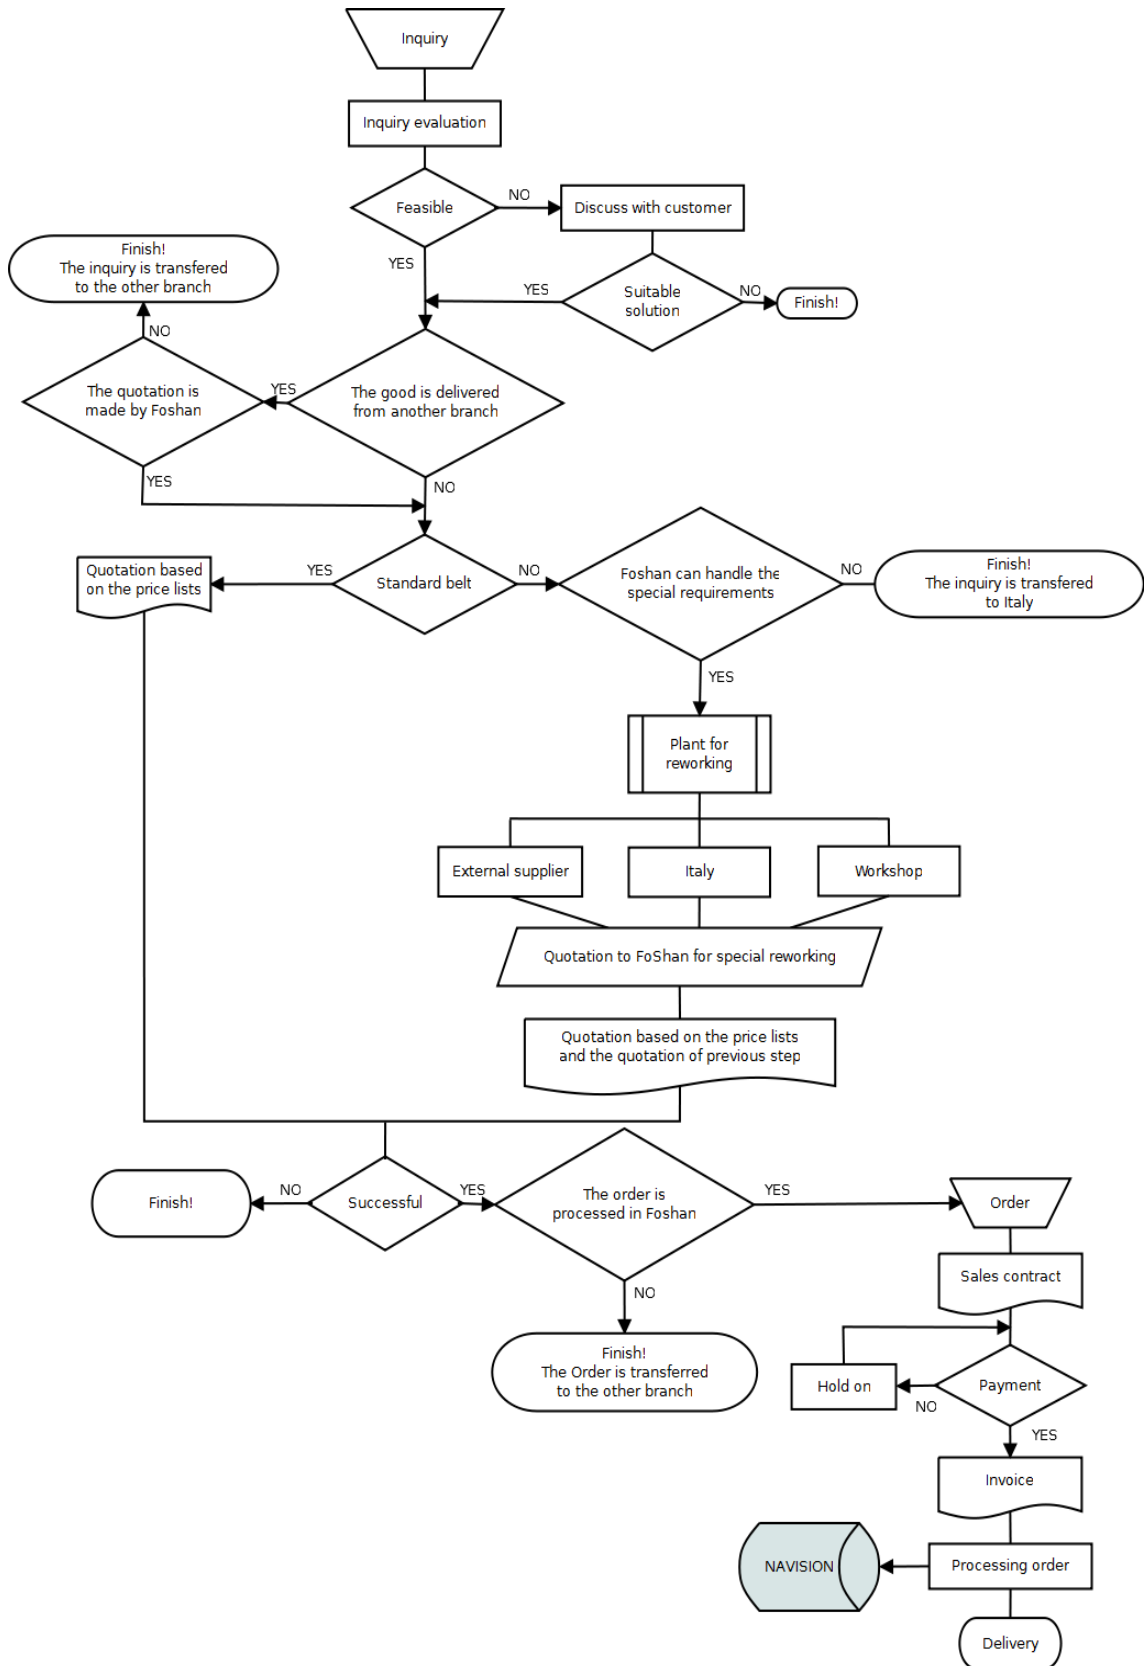 Inquiry
Inquiry evaluation
Feasible
NO
Discuss with customer
YES
Finish!
The inquiry is transfered
to the other branch
YES
Suitable
solution
NO
Finish!
NO
The quotation is
made by Foshan
YES
The good is delivered
from another branch
YES
NO
Quotation based
on the price lists
YES
Standard belt
NO
Foshan can handle the
special requirements
NO
Finish!
The inquiry is transfered
to Italy
YES
Plant for
reworking
External supplier
Italy
Workshop
Quotation to FoShan for special reworking
Quotation based on the price lists
and the quotation of previous step
Finish!
NO
Successful
YES
The order is
processed in Foshan
YES
Order
NO
Sales contract
Finish!
The Order is transferred
to the other branch
Hold on
NO
Payment
YES
Invoice
NAVISION
Processing order
Delivery